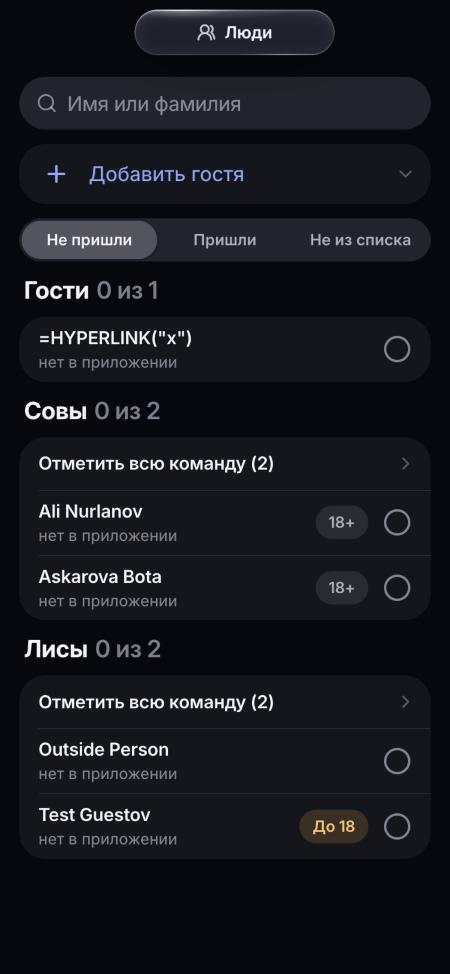 Люди
Имя или фамилия
Добавить гостя
Не пришли Пришли Не из списка
Гости 0 из 1
=HYPERLINK("x")
нет в приложении
Совы 0 из 2
Отметить всю команду (2)
Ali Nurlanov
нет в приложении
18+
Askarova Bota
нет в приложении
18+
Лисы 0 из 2
Отметить всю команду (2)
Outside Person
нет в приложении
Test Guestov
нет в приложении
До 18